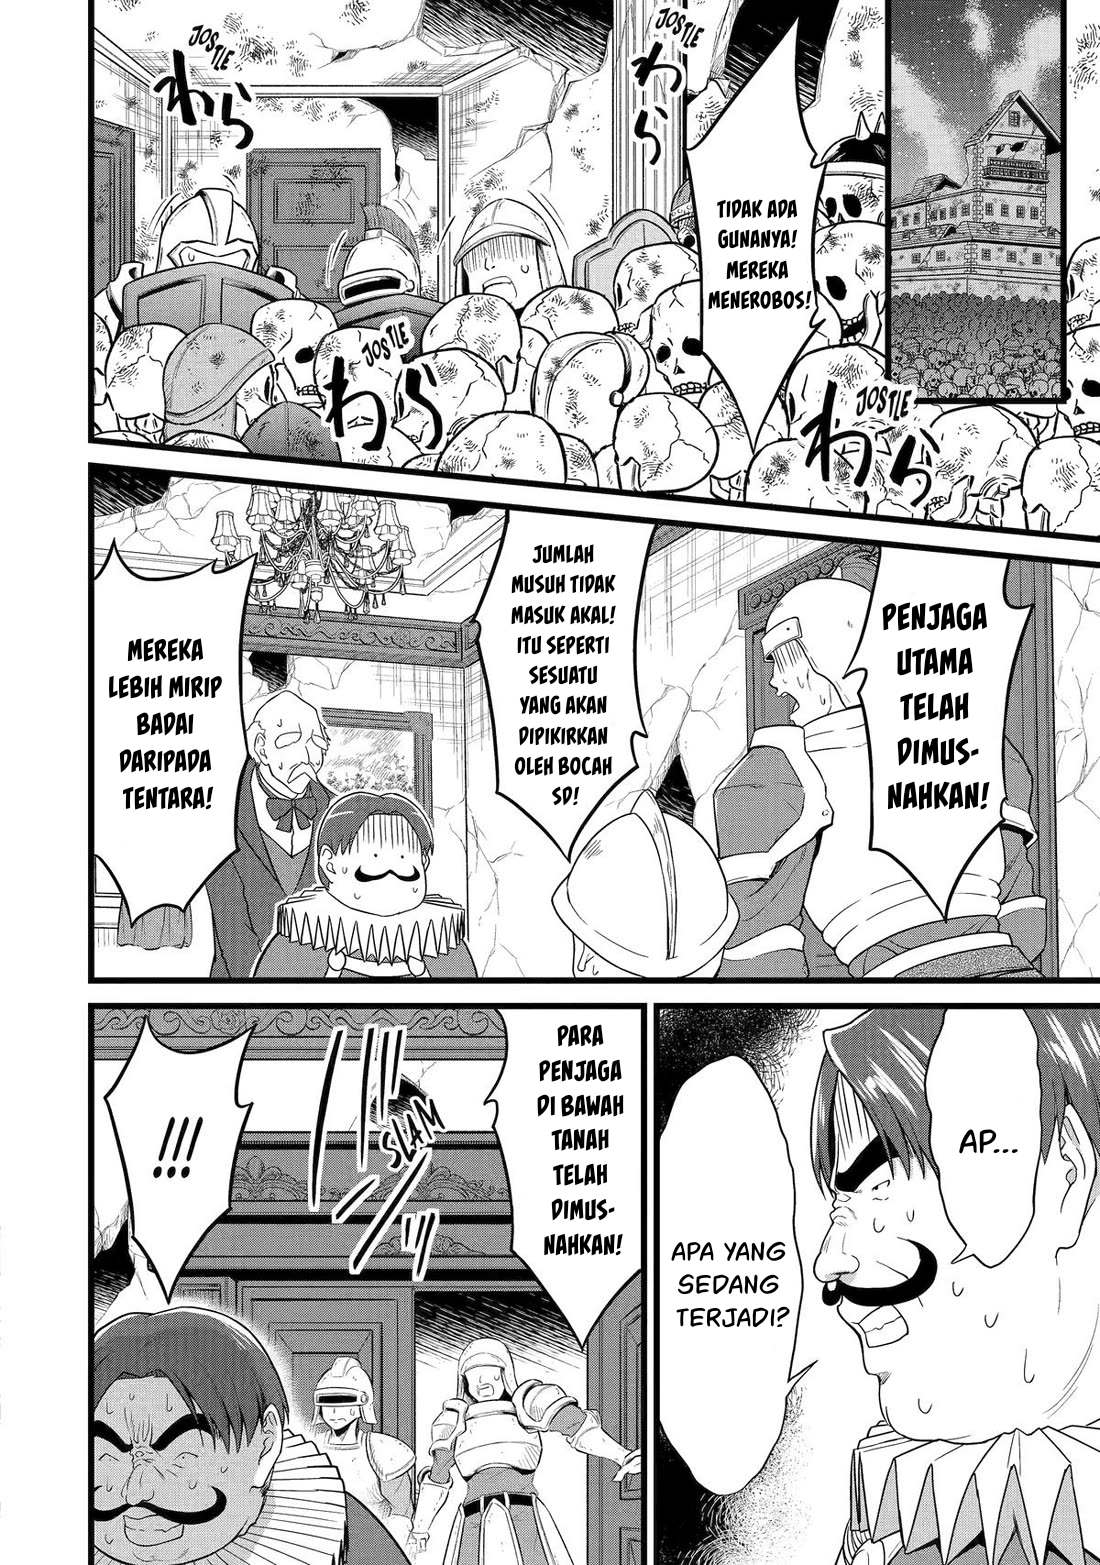 TIDAK ADA
GUNANYA!
MEREKA
MENEROBOS!
JOSTLE
わら
JOSTLE
わら
JOSTLE
わら
JOSTLE
わら
JOSTLE
PENJAGA
UTAMA
TELAH
DIMUS-
NAHKAN!
JUMLAH
MUSUH TIDAK
MASUK AKAL!
ITU SEPERTI
SESUATU
YANG AKAN
DIPIKIRKAN
OLEH BOCAH
SD!
MEREKA
LEBIH MIRIP
BADAI
DARIPADA
TENTARA!
AP...
APA YANG
SEDANG
TERJADI?
PARA
PENJAGA
DI BAWAH
TANAH
TELAH
DIMUS-
NAHKAN!
SLAM
!!!